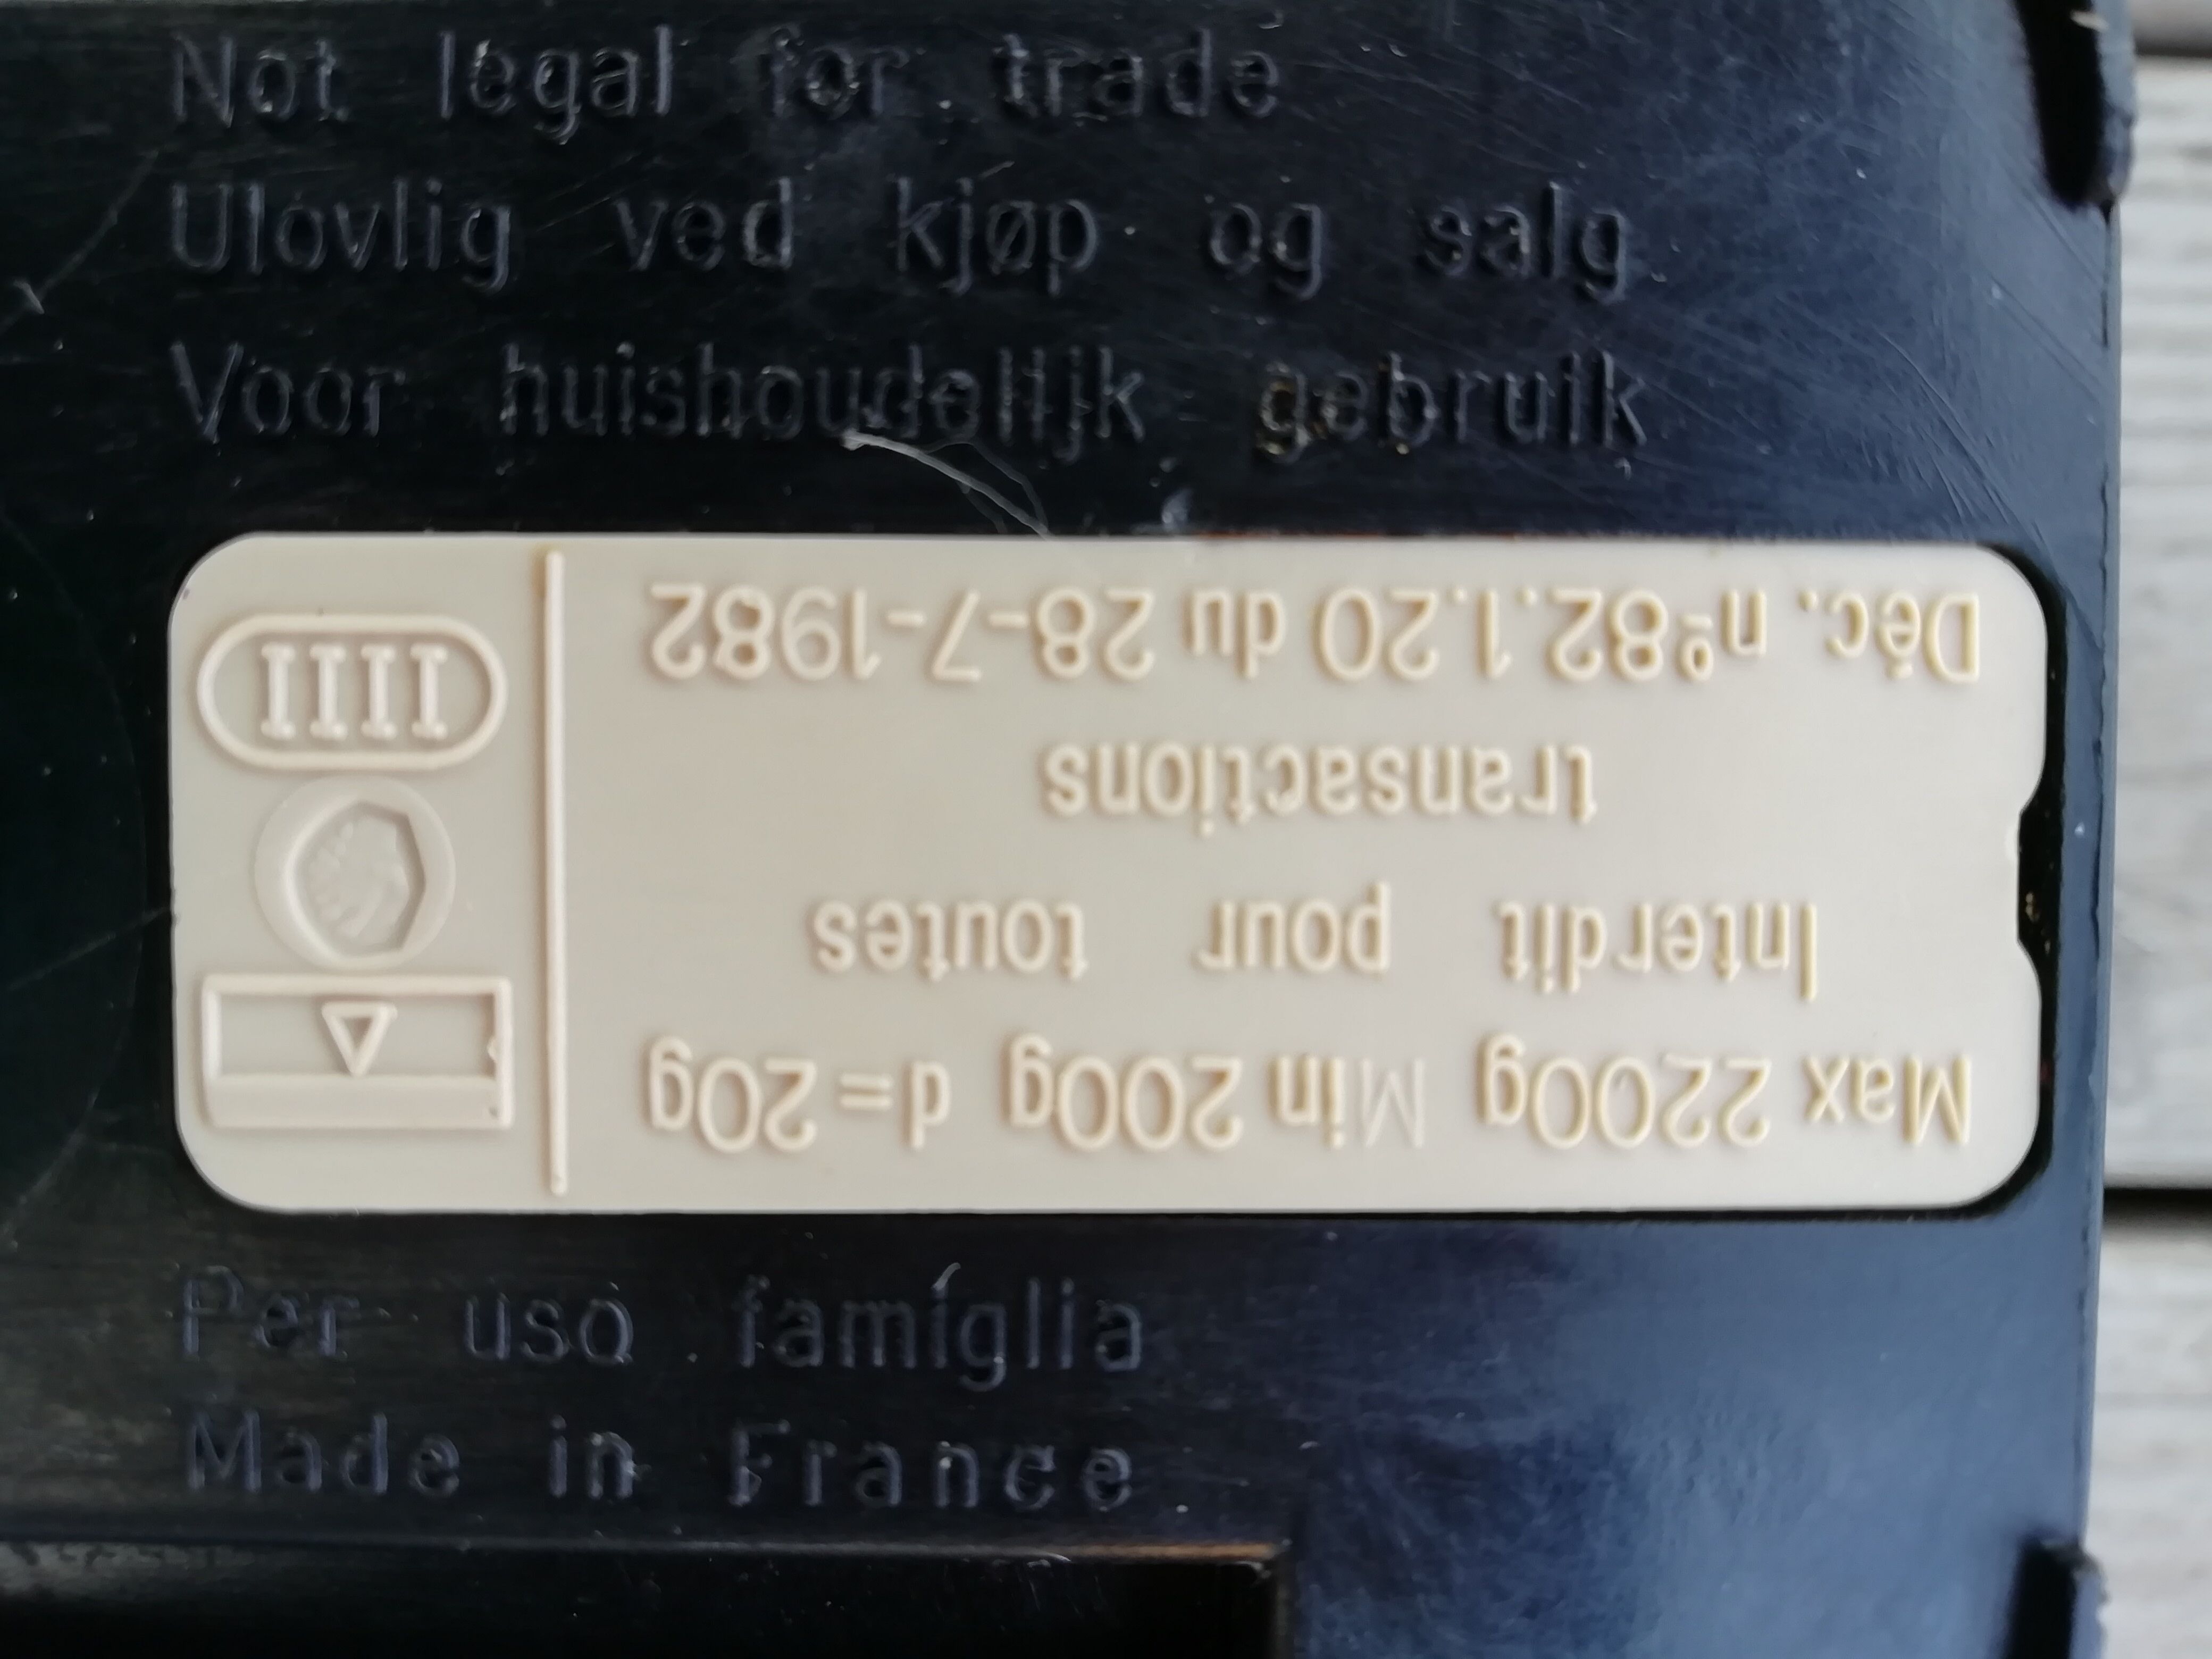 Not legal for trade
Ulovlig ved kjøp og salg
Voor huishoudelijk gebruik
Max 2200g Min 200g d=20g
Interdit pour toutes
transactions
Déc. nº82.1.20 du 28-7-1982
IIII
Per uso famiglia
Made in France